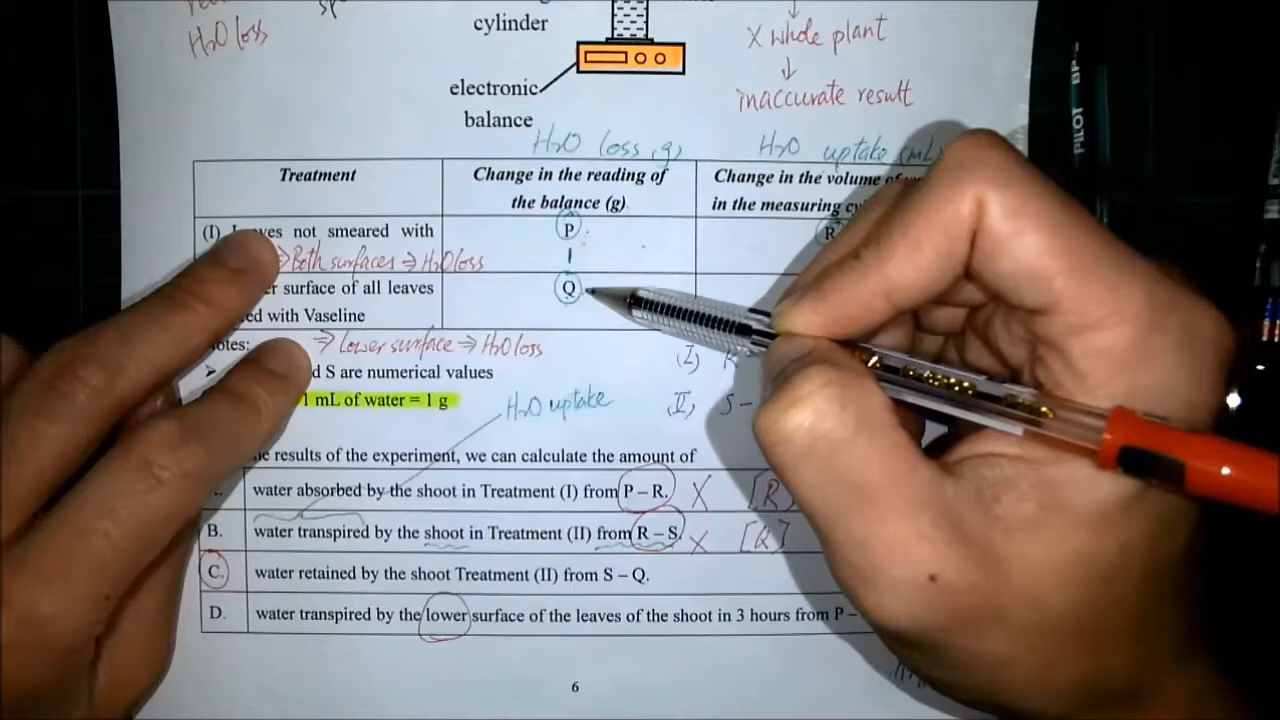 H2O loss
cylinder
electronic
balance
X whole plant
↓
inaccurate result
PILOT BP-
H2O loss (g)
H2O uptake (mL)
Treatment
Change in the reading of
the balance (g)
Change in the volume of
in the measuring
(I) not smeared with
⇒ Both surfaces ⇒ H2O loss
P
R
surface of all leaves
with Vaseline
Q
⇒ Lower surface ⇒ H2O loss
S are numerical values
1 mL of water = 1 g
H2O uptake
(I)
(II) S –
results of the experiment, we can calculate the amount of
water absorbed by the shoot in Treatment (I) from P – R. X [R]
B. water transpired by the shoot in Treatment (II) from R – S. X [Q]
C. water retained by the shoot Treatment (II) from S – Q.
D. water transpired by the lower surface of the leaves of the shoot in 3 hours from P –
6